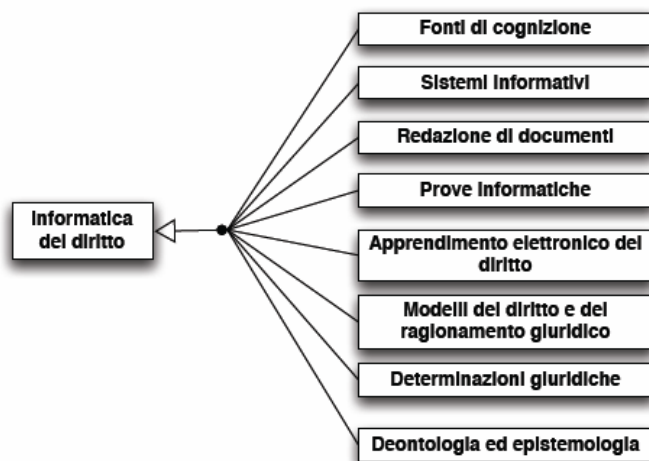 Fonti di cognizione
Sistemi informativi
Redazione di documenti
Prove informatiche
Informatica
del diritto
Apprendimento elettronico del
diritto
Modelli del diritto e del
ragionamento giuridico
Determinazioni giuridiche
Deontologia ed epistemologia